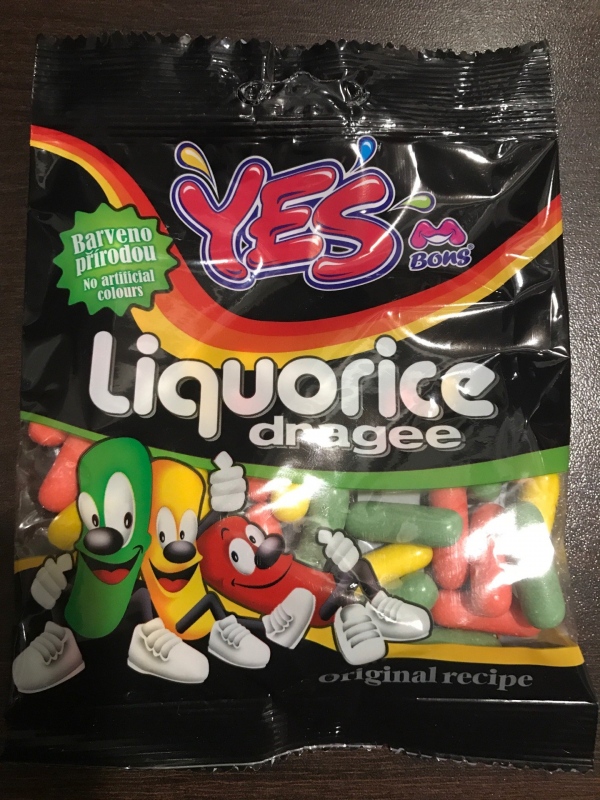 YES
Bons®
Barveno
přírodou
No artificial
colours
Liquorice
dragee
original recipe